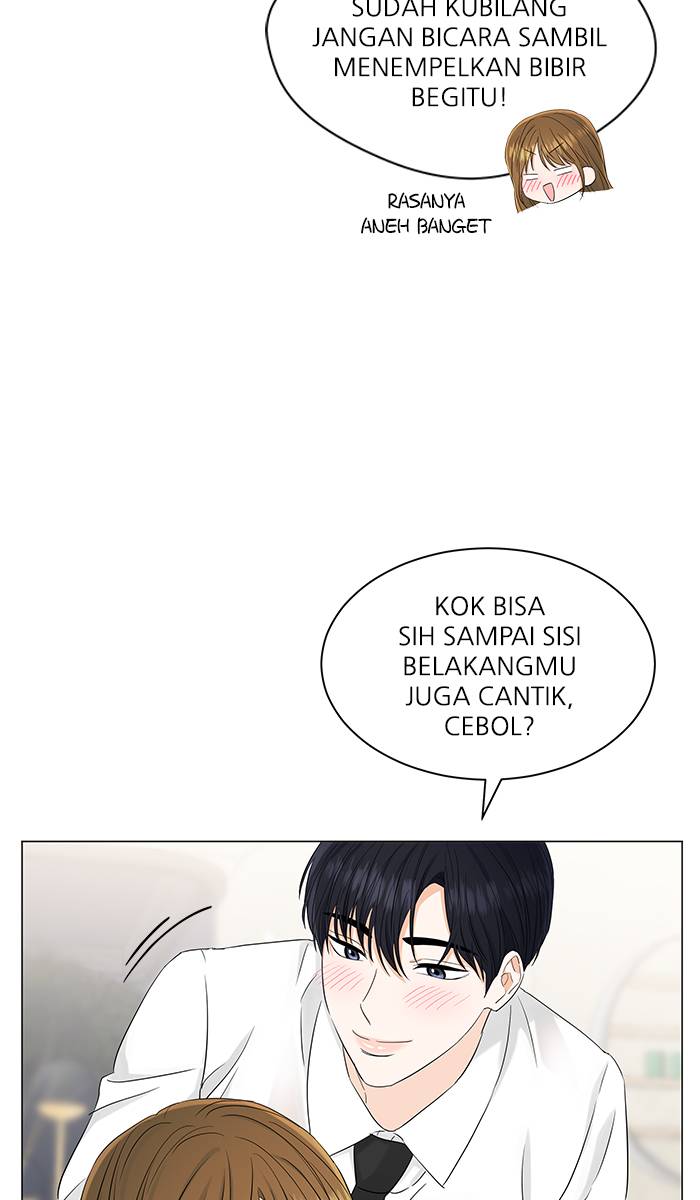 SUDAH KUBILANG
JANGAN BICARA SAMBIL
MENEMPELKAN BIBIR
BEGITU!
RASANYA
ANEH BANGET
KOK BISA
SIH SAMPAI SISI
BELAKANGMU
JUGA CANTIK,
CEBOL?